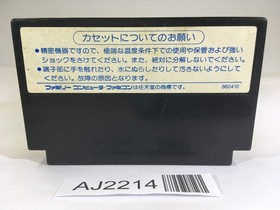 カセットについてのお願い
●精密機器ですので、極端な温度条件下での使用や保管および強い
ショックをさけてください。また、絶対に分解しないでください。
●端子部に手を触れたり、水にぬらしたりして汚さないようにして
ください。故障の原因となります。
ファミリーコンピュータ・ファミコンは任天堂の商標です。
860410
AJ2214